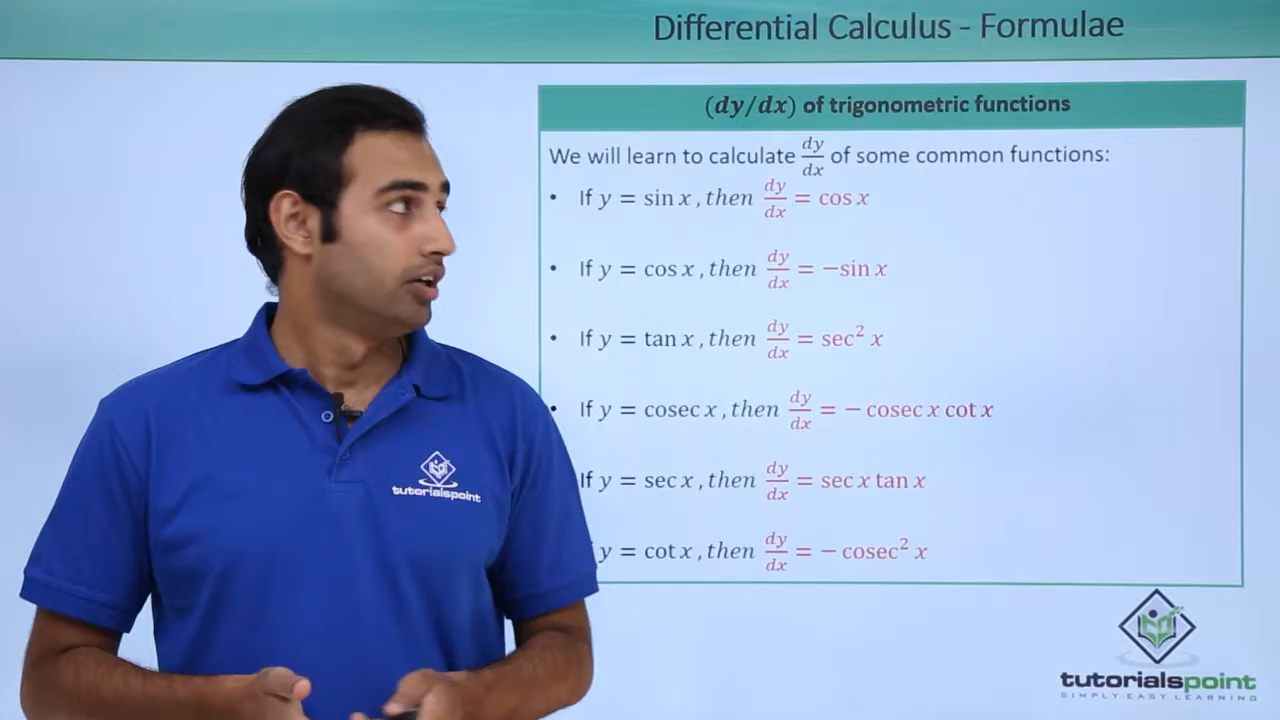 Differential Calculus - Formulae
(dy/dx) of trigonometric functions
We will learn to calculate dy/dx of some common functions:
• If y = sin x , then dy/dx = cos x
• If y = cos x , then dy/dx = −sin x
• If y = tan x , then dy/dx = sec² x
• If y = cosec x , then dy/dx = − cosec x cot x
If y = sec x , then dy/dx = sec x tan x
y = cot x , then dy/dx = − cosec² x
tutorialspoint
tutorialspoint
SIMPLY EASY LEARNING